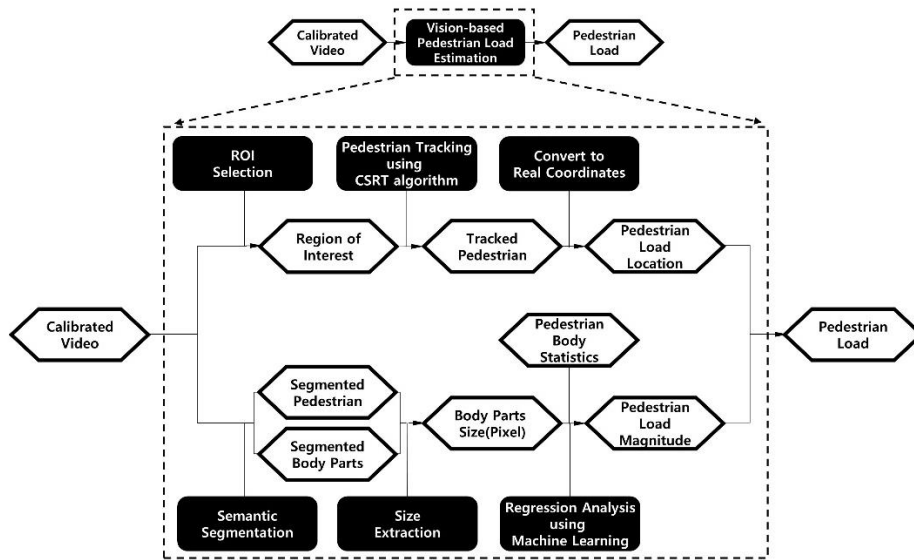 Calibrated
Video
Vision-based
Pedestrian Load
Estimation
Pedestrian
Load
ROI
Selection
Pedestrian Tracking
using
CSRT algorithm
Convert to
Real Coordinates
Region of
Interest
Tracked
Pedestrian
Pedestrian
Load
Location
Calibrated
Video
Pedestrian
Body
Statistics
Pedestrian
Load
Segmented
Pedestrian
Segmented
Body Parts
Body Parts
Size(Pixel)
Pedestrian
Load
Magnitude
Semantic
Segmentation
Size
Extraction
Regression Analysis
using
Machine Learning